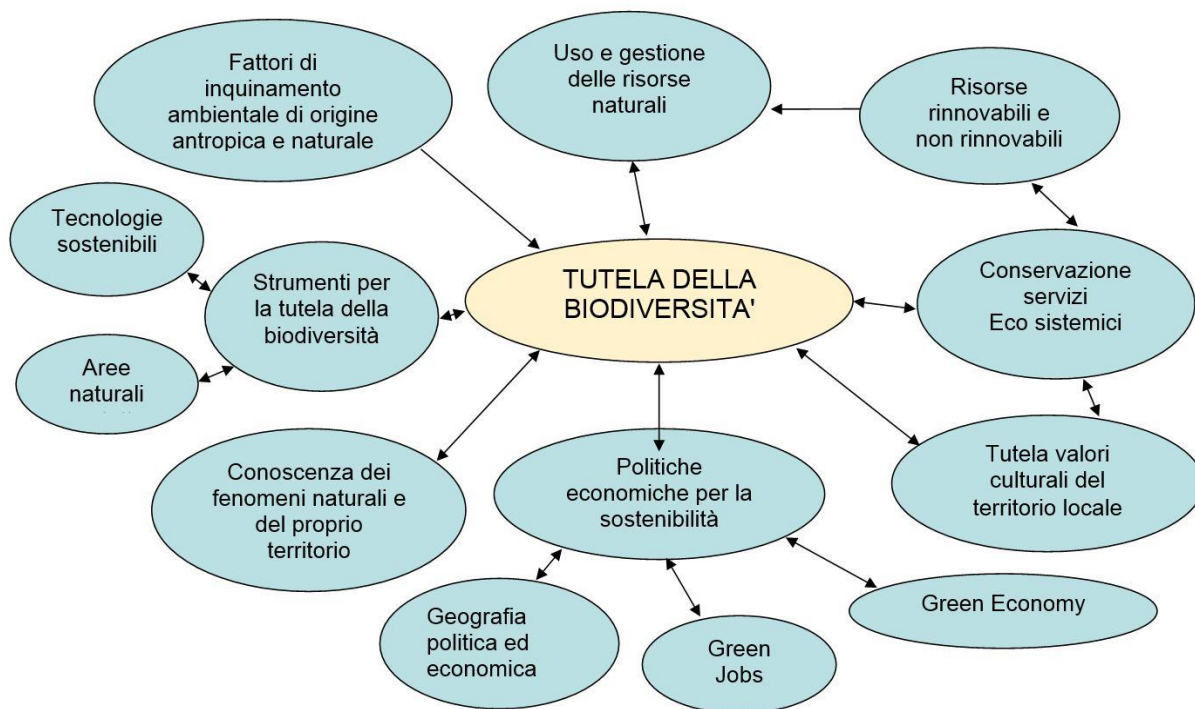 Fattori di
inquinamento
ambientale di origine
antropica e naturale
Uso e gestione
delle risorse
naturali
Risorse
rinnovabili e
non rinnovabili
Tecnologie
sostenibili
Strumenti per
la tutela della
biodiversità
TUTELA DELLA
BIODIVERSITA'
Conservazione
servizi
Eco sistemici
Aree
naturali
Conoscenza dei
fenomeni naturali e
del proprio
territorio
Politiche
economiche per la
sostenibilità
Tutela valori
culturali del
territorio locale
Geografia
politica ed
economica
Green
Jobs
Green Economy